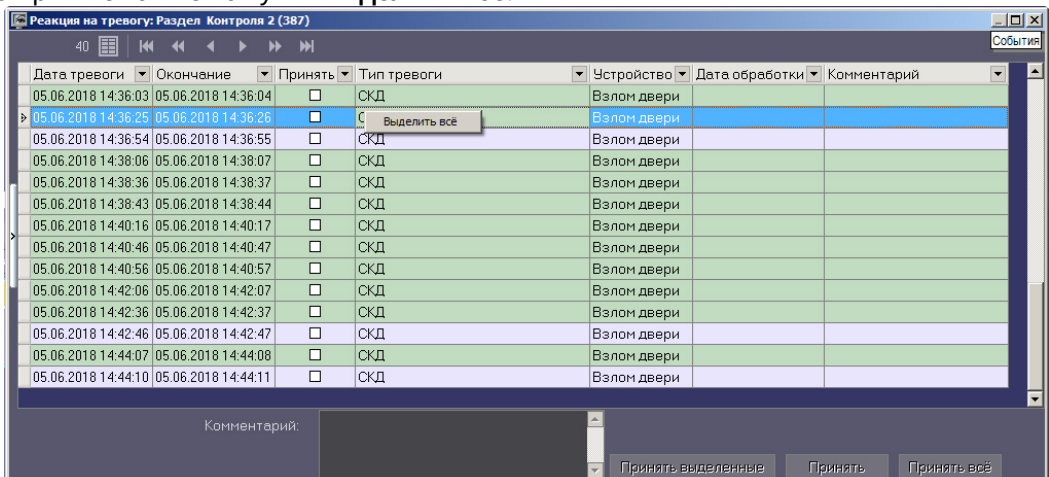 Реакция на тревогу: Раздел Контроля 2 (387)
40
События
Дата тревоги Окончание Принять Тип тревоги Устройство Дата обработки Комментарий
05.06.2018 14:36:03 05.06.2018 14:36:04 СКД Взлом двери
05.06.2018 14:36:25 05.06.2018 14:36:26 Выделить всё Взлом двери
05.06.2018 14:36:54 05.06.2018 14:36:55 СКД Взлом двери
05.06.2018 14:38:06 05.06.2018 14:38:07 СКД Взлом двери
05.06.2018 14:38:36 05.06.2018 14:38:37 СКД Взлом двери
05.06.2018 14:38:43 05.06.2018 14:38:44 СКД Взлом двери
05.06.2018 14:40:16 05.06.2018 14:40:17 СКД Взлом двери
05.06.2018 14:40:46 05.06.2018 14:40:47 СКД Взлом двери
05.06.2018 14:40:56 05.06.2018 14:40:57 СКД Взлом двери
05.06.2018 14:42:06 05.06.2018 14:42:07 СКД Взлом двери
05.06.2018 14:42:36 05.06.2018 14:42:37 СКД Взлом двери
05.06.2018 14:42:46 05.06.2018 14:42:47 СКД Взлом двери
05.06.2018 14:44:07 05.06.2018 14:44:08 СКД Взлом двери
05.06.2018 14:44:10 05.06.2018 14:44:11 СКД Взлом двери
Комментарий:
Принять выделенные Принять Принять всё